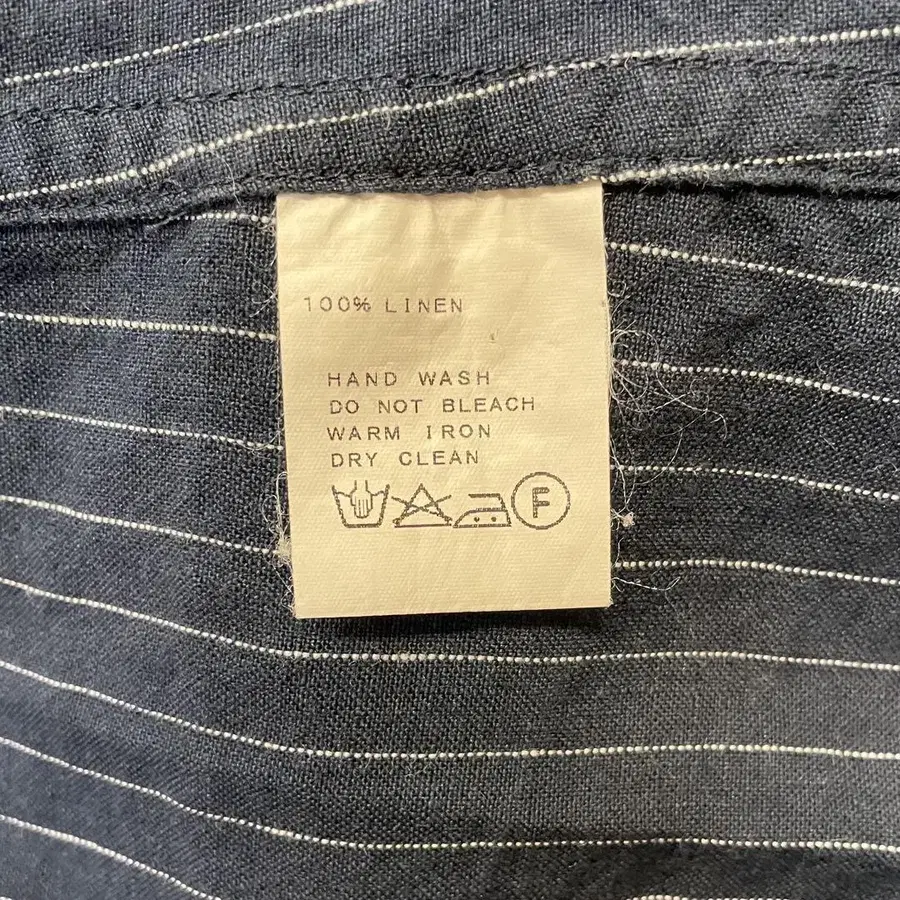 100% LINEN
HAND WASH
DO NOT BLEACH
WARM IRON
DRY CLEAN
F